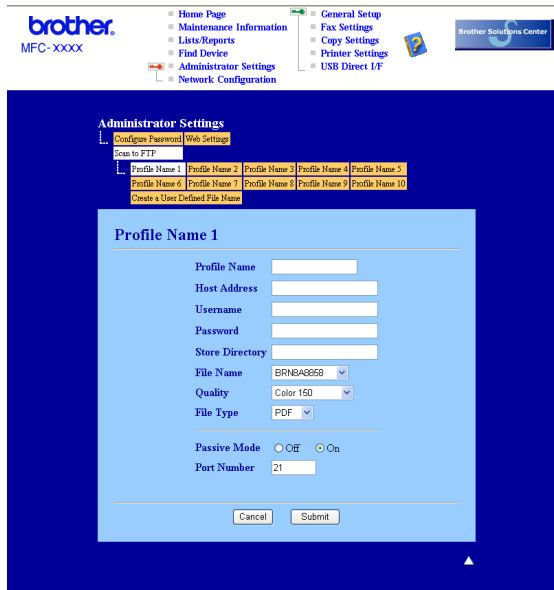 brother.
MFC- XXXX
Home Page
Maintenance Information
Lists/Reports
Find Device
Administrator Settings
Network Configuration
General Setup
Fax Settings
Copy Settings
Printer Settings
USB Direct I/F
Brother Solutions Center
Administrator Settings
Configure Password Web Settings
Scan to FTP
Profile Name 1 Profile Name 2 Profile Name 3 Profile Name 4 Profile Name 5
Profile Name 6 Profile Name 7 Profile Name 8 Profile Name 9 Profile Name 10
Create a User Defined File Name
Profile Name 1
Profile Name
Host Address
Username
Password
Store Directory
File Name BRN8A8858
Quality Color 150
File Type PDF
Passive Mode Off On
Port Number 21
Cancel Submit